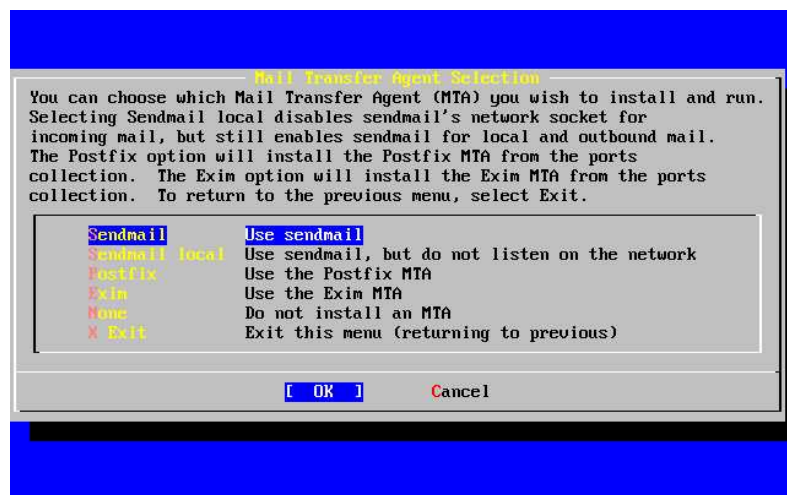 Mail Transfer Agent Selection
You can choose which Mail Transfer Agent (MTA) you wish to install and run.
Selecting Sendmail local disables sendmail's network socket for
incoming mail, but still enables sendmail for local and outbound mail.
The Postfix option will install the Postfix MTA from the ports
collection.  The Exim option will install the Exim MTA from the ports
collection.  To return to the previous menu, select Exit.
Sendmail Use sendmail
Sendmail local Use sendmail, but do not listen on the network
Postfix Use the Postfix MTA
Exim Use the Exim MTA
None Do not install an MTA
X Exit Exit this menu (returning to previous)
[ OK ] Cancel